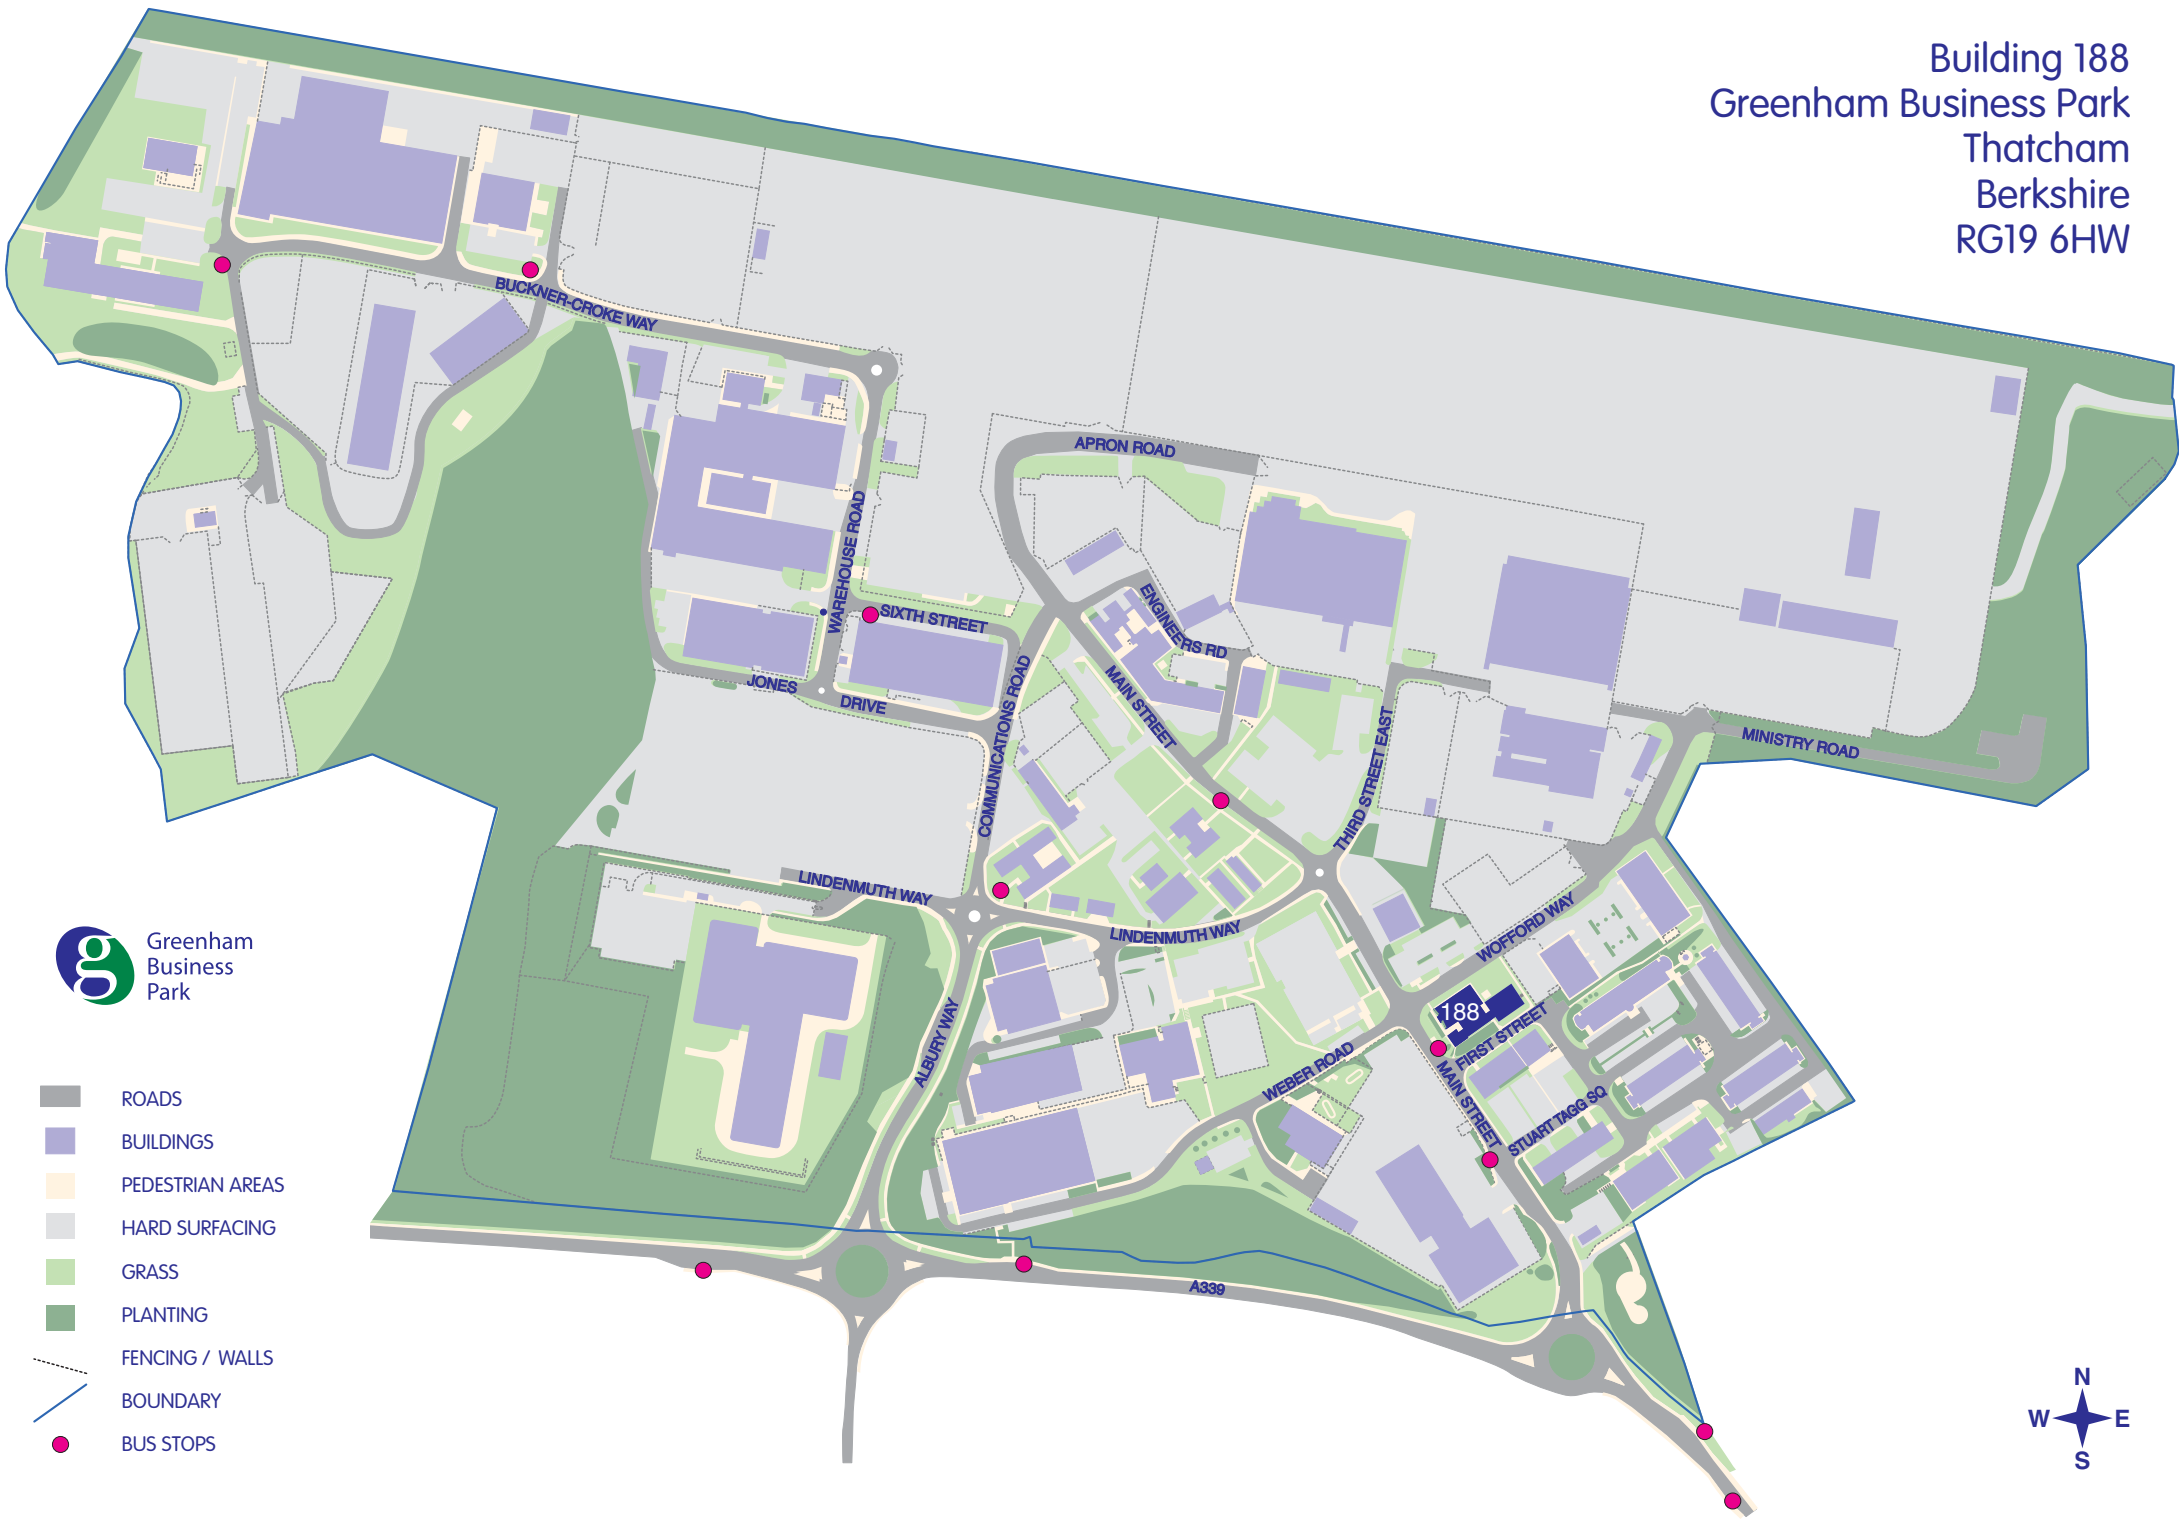 Building 188
Greenham Business Park
Thatcham
Berkshire
RG19 6HW
BUCKNER-CROKE WAY
APRON ROAD
WAREHOUSE ROAD
SIXTH STREET
ENGINEERS RD
JONES
DRIVE
COMMUNICATIONS ROAD
MAIN STREET
THIRD STREET EAST
MINISTRY ROAD
LINDENMUTH WAY
LINDENMUTH WAY
WOFFORD WAY
ALBURY WAY
188
FIRST STREET
WEBER ROAD
MAIN STREET
STUART TAGG SQ
A339
g
Greenham
Business
Park
ROADS
BUILDINGS
PEDESTRIAN AREAS
HARD SURFACING
GRASS
PLANTING
FENCING / WALLS
BOUNDARY
BUS STOPS
N
W E
S